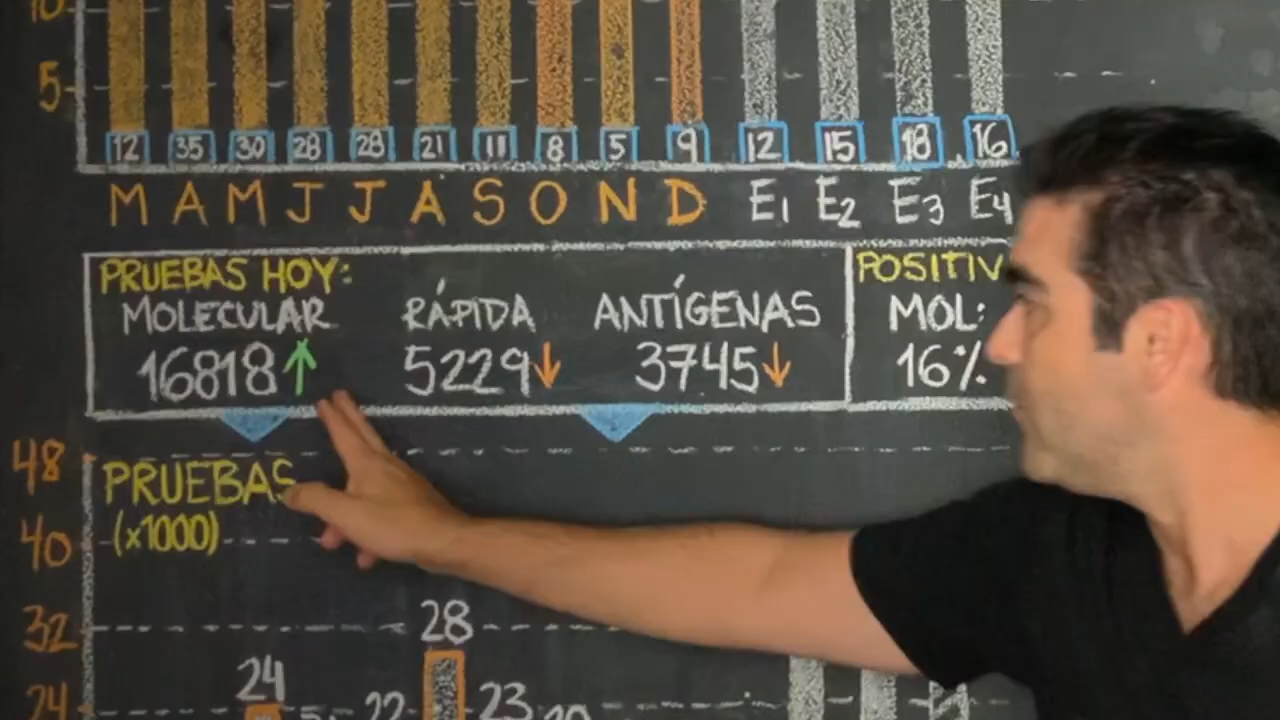 10
5
12 35 30 28 28 21 11 8 5 9 12 15 18 16
M A M J J A S O N D E1 E2 E3 E4
PRUEBAS HOY: POSITIV
MOLECULAR RÁPIDA ANTÍGENAS MOL:
16818↑ 5229↓ 3745↓ 16%
48 PRUEBAS
40 (x1000)
32 28
24 24 22 23